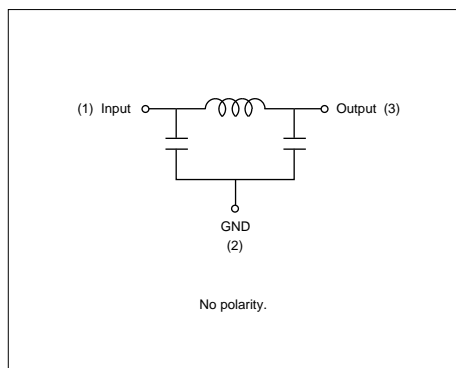 (1) Input Output (3)
GND
(2)
No polarity.